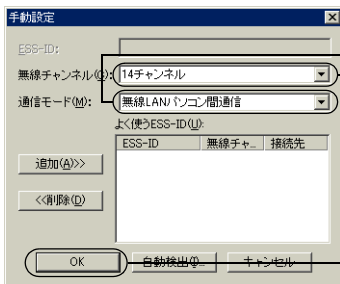 手動設定
ESS-ID:
無線チャンネル(C): 14チャンネル
通信モード(M): 無線LANパソコン間通信
よく使うESS-ID(U):
ESS-ID 無線チャ... 接続先
追加(A)>>
<<削除(D)
OK 自動検出(I)... キャンセル